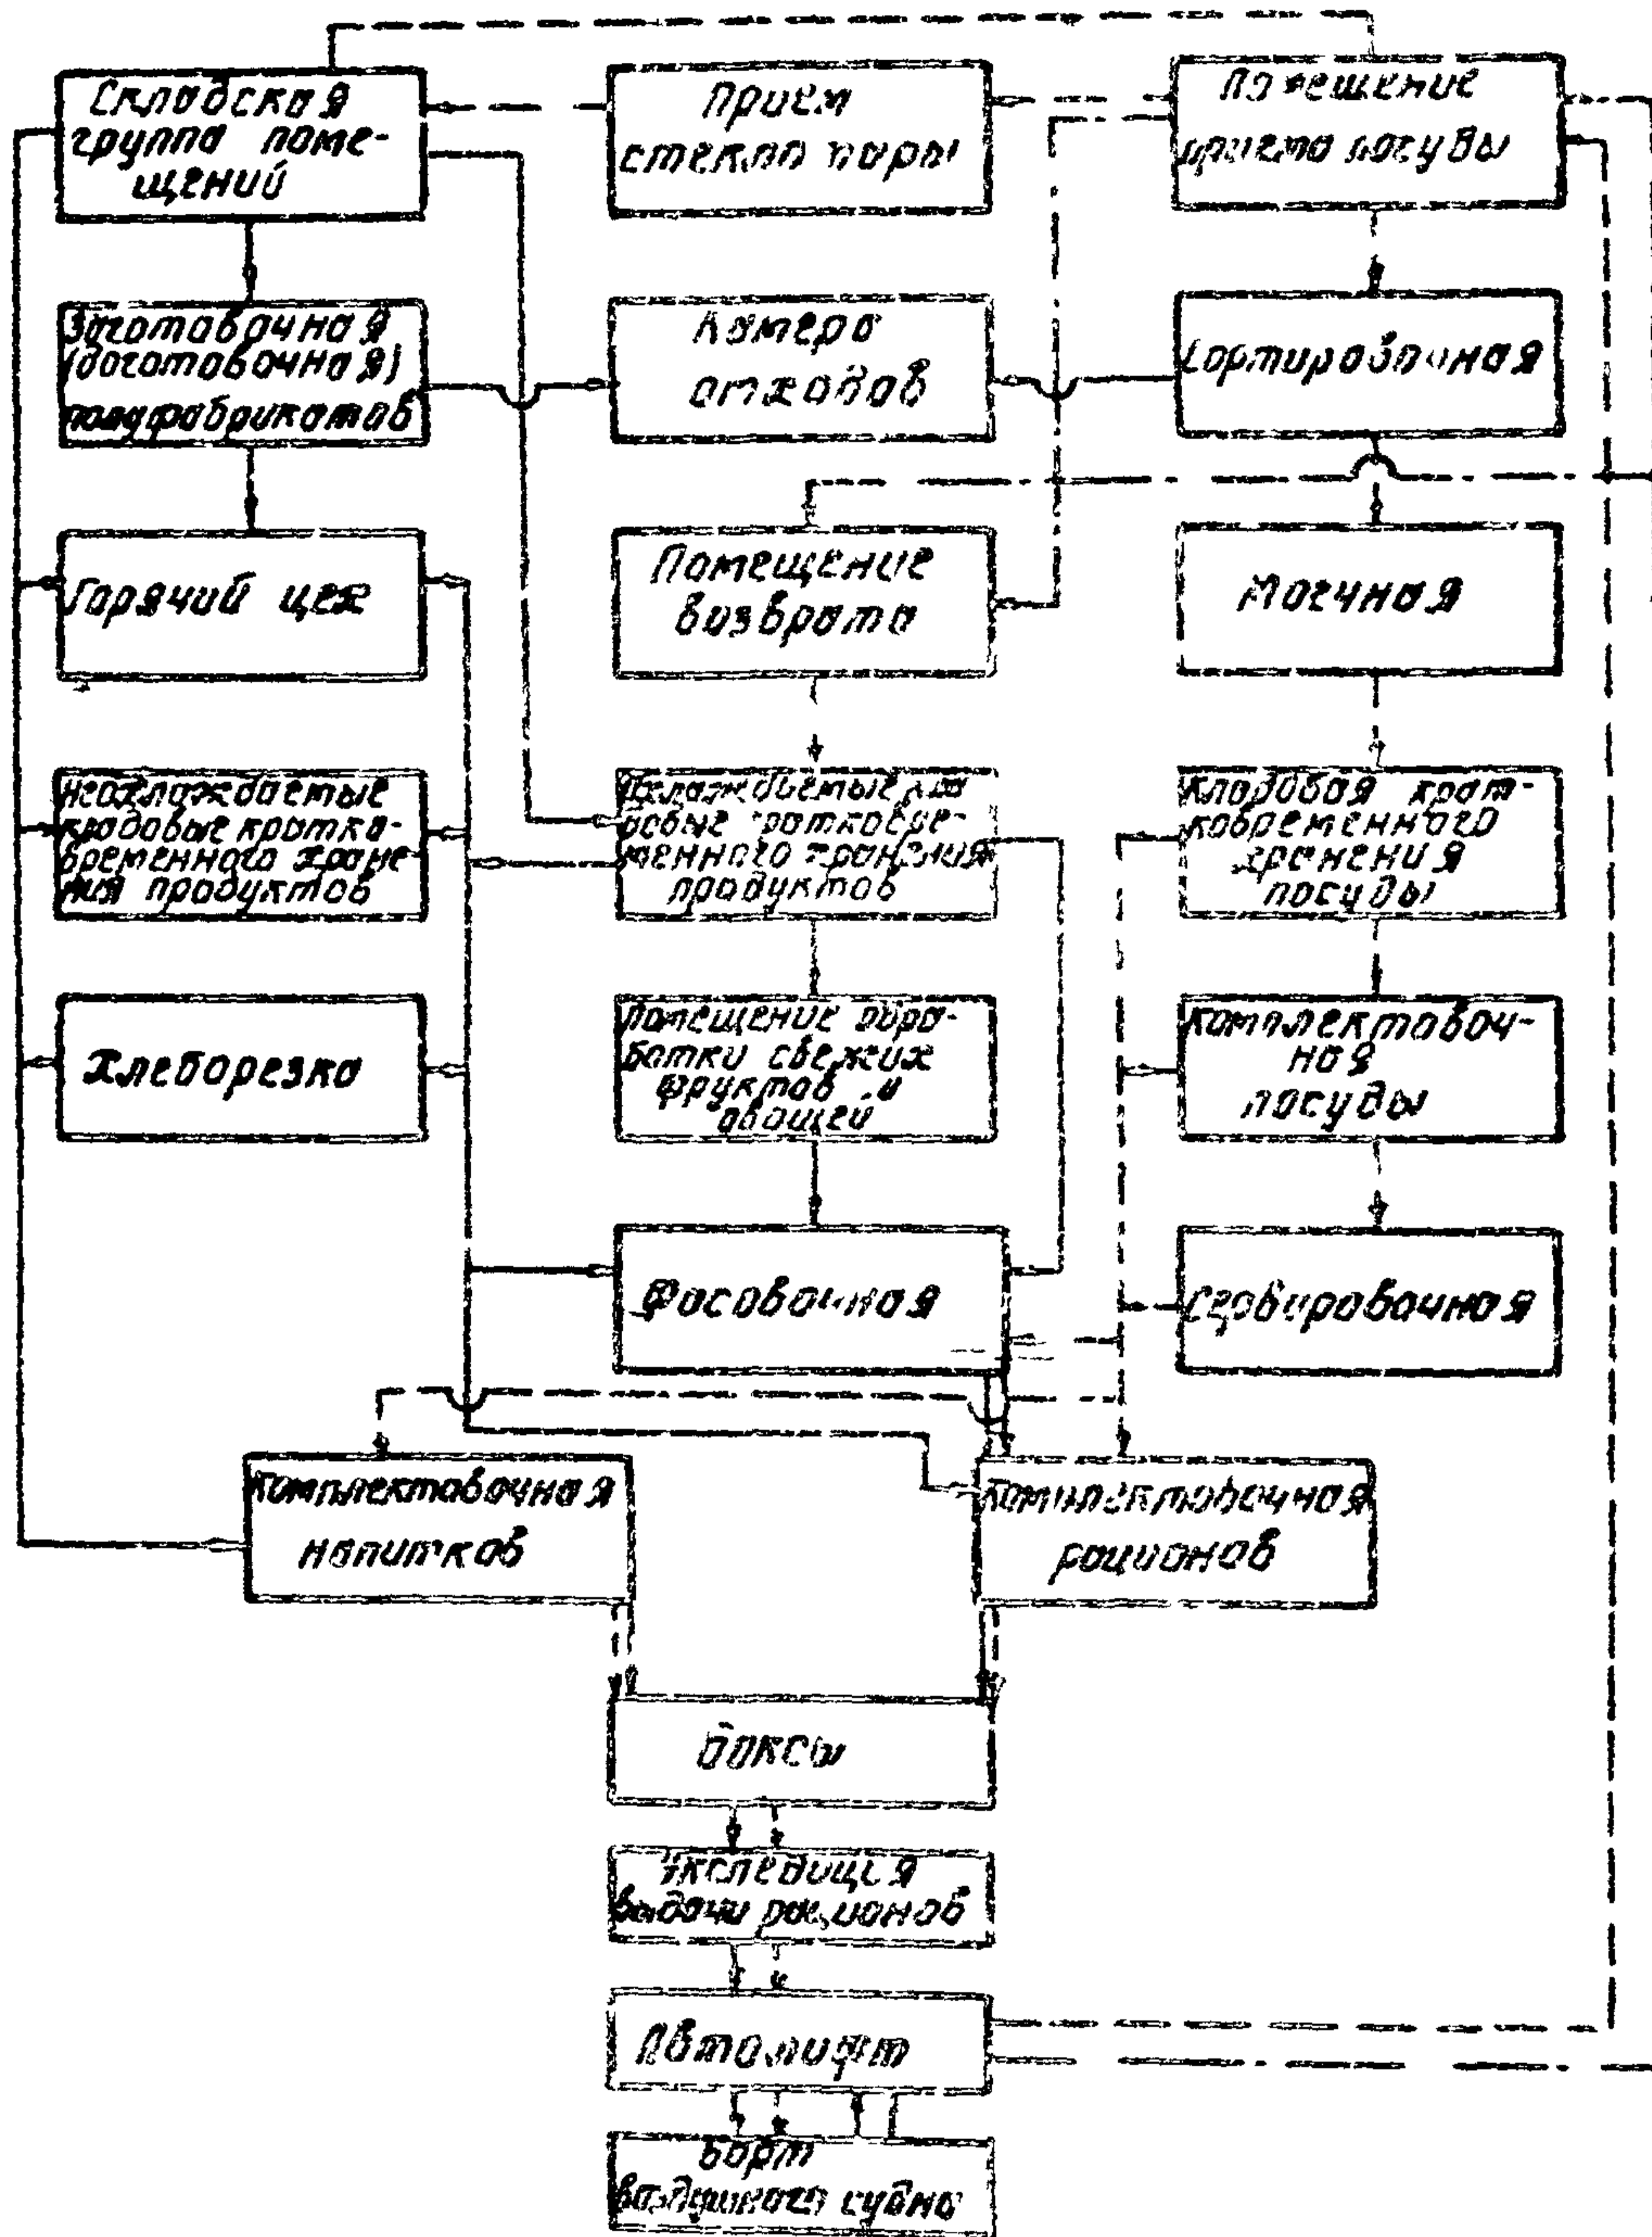 Складская
группа поме-
щений
Прием
стеклотары
Помещение
приема посуды
Заготовочная
(доготовочная)
полуфабрикатов
Камера
отходов
Сортировочная
Горячий цех
Помещение
возврата
Моечная
Неохлаждаемые
кладовые кратко-
временного хране
ния продуктов
Охлаждаемые кла
довые кратковре-
менного хранения
продуктов
Кладовая крат-
ковременного
хранения
посуды
Хлеборезка
Помещение обра-
ботки свежих
фруктов и
овощей
Комплектовоч-
ная
посуды
Фасовочная
Сервировочная
Комплектовочная
напитков
Комплектовочная
рационов
Боксы
Экспедиция
выдачи рационов
Автолифт
Борт
воздушного судна